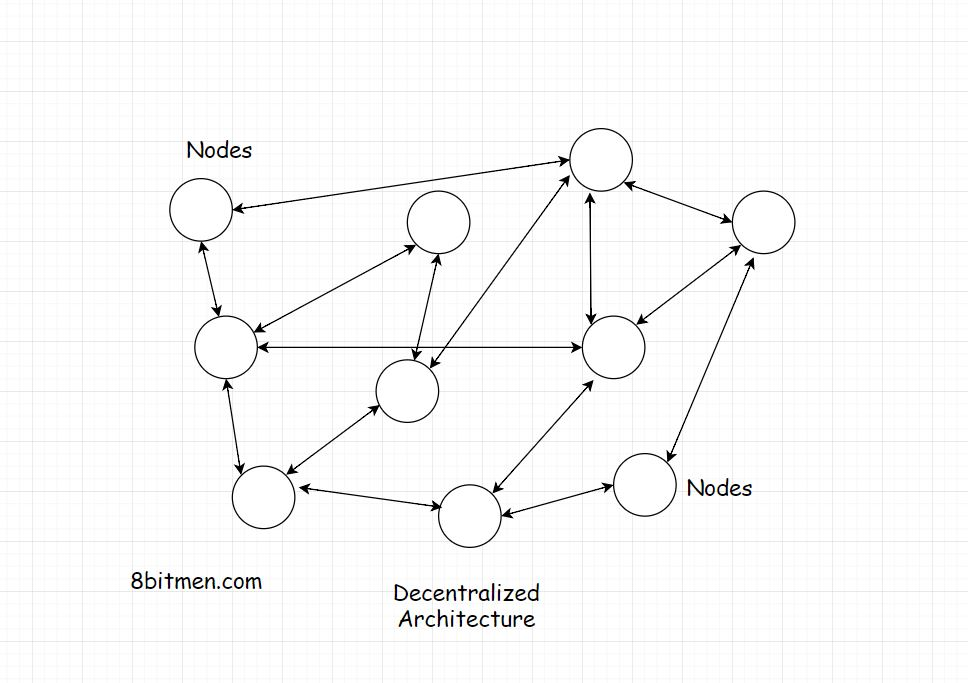 Nodes
Nodes
8bitmen.com
Decentralized
Architecture